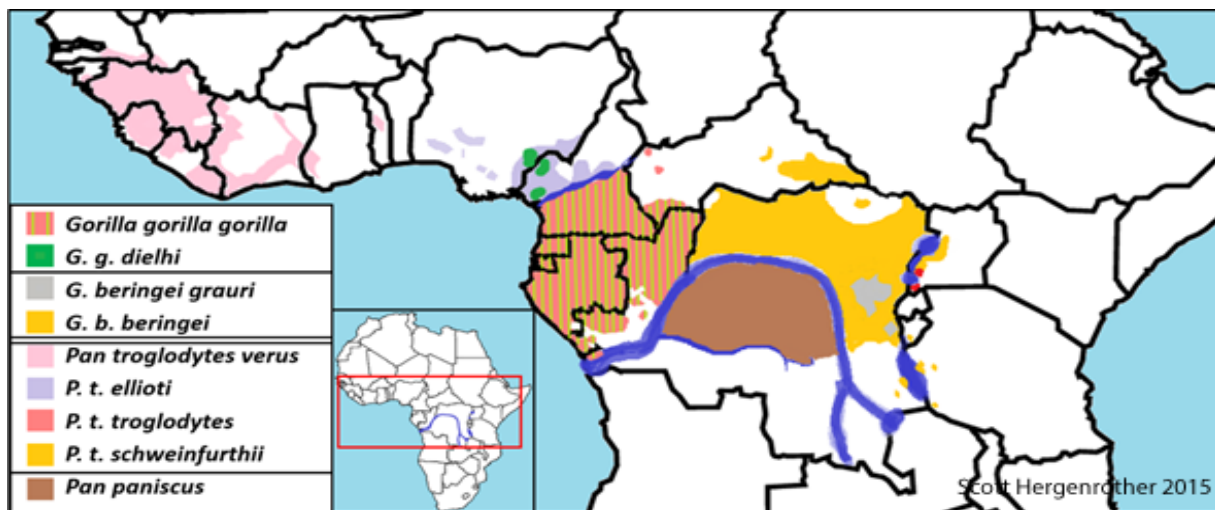 Gorilla gorilla gorilla
G. g. dielhi
G. beringei grauri
G. b. beringei
Pan troglodytes verus
P. t. ellioti
P. t. troglodytes
P. t. schweinfurthii
Pan paniscus
Scott Hergenrother 2015